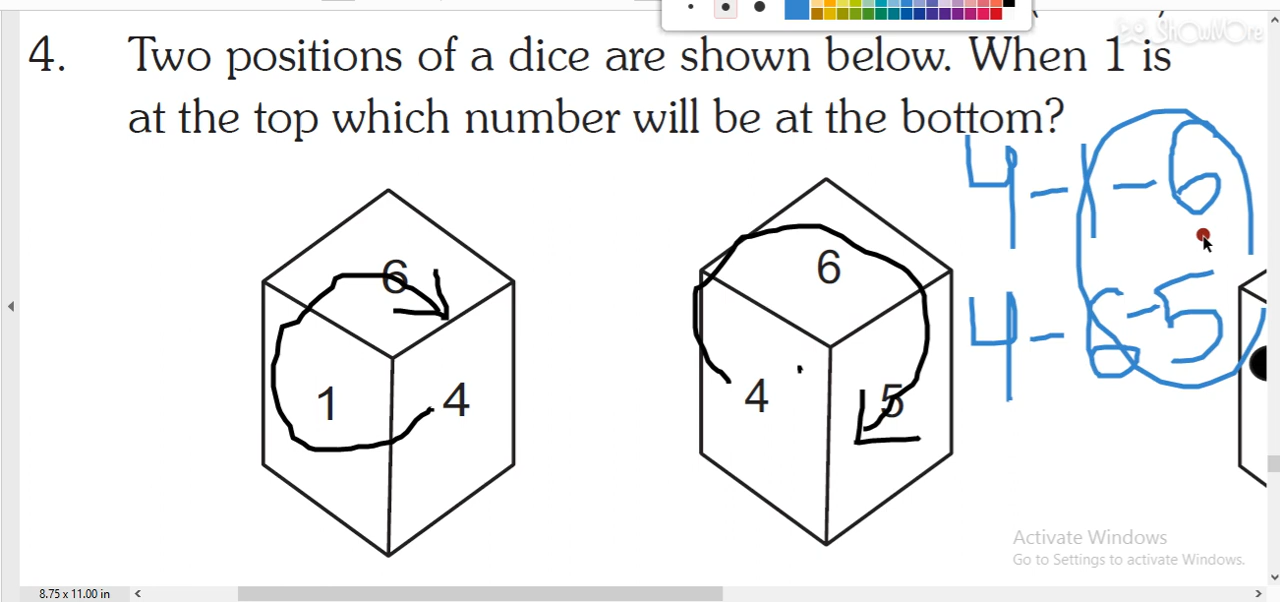 ShOwMOre
4. Two positions of a dice are shown below. When 1 is
at the top which number will be at the bottom?
4-1-6
4-6-5
6
1 4
6
4 5
Activate Windows
Go to Settings to activate Windows.
8.75 x 11.00 in